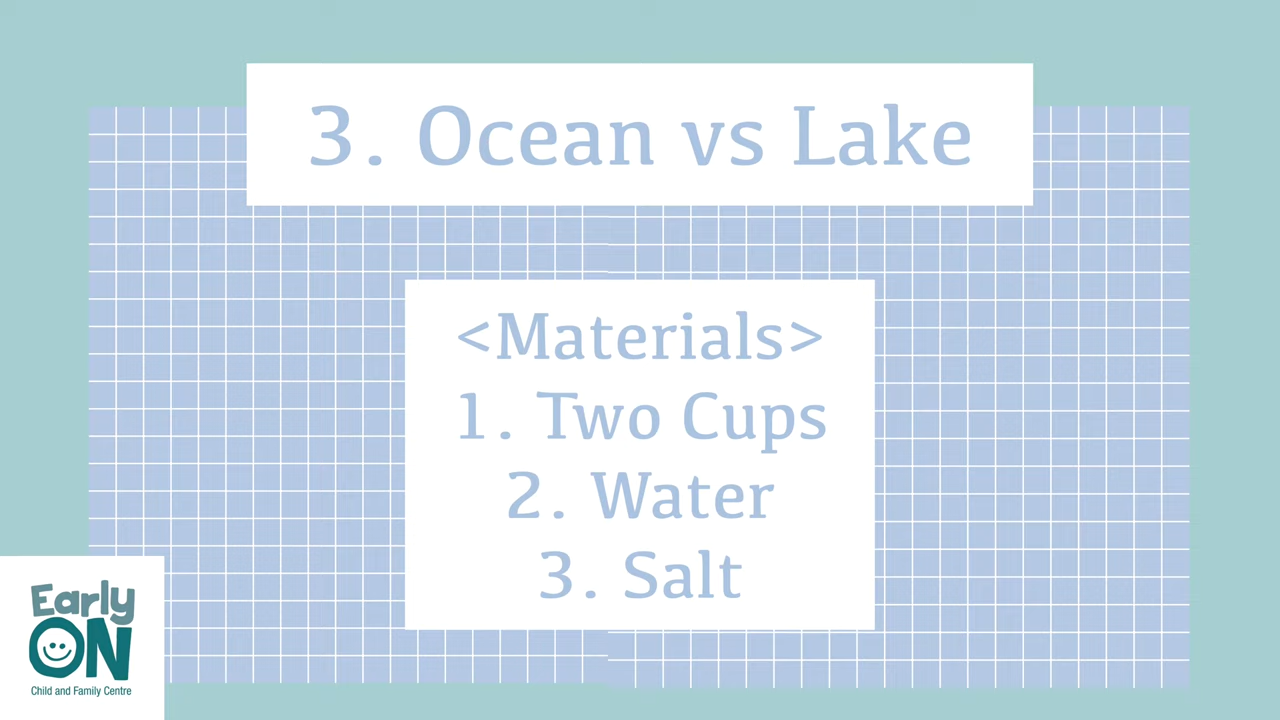 3. Ocean vs Lake
<Materials>
1. Two Cups
2. Water
3. Salt
Early
ON
Child and Family Centre